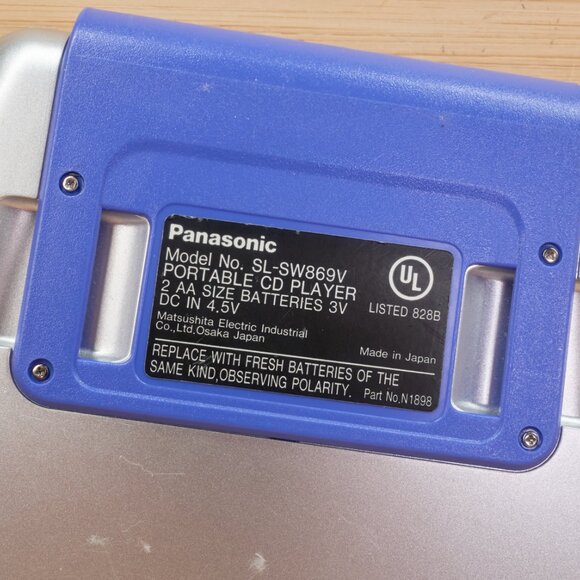 Panasonic
Model No. SL-SW869V
PORTABLE CD PLAYER
2 AA SIZE BATTERIES 3V
DC IN 4.5V
Matsushita Electric Industrial
Co.,Ltd,Osaka Japan
UL
LISTED 828B
Made in Japan
REPLACE WITH FRESH BATTERIES OF THE
SAME KIND,OBSERVING POLARITY.
Part No.N1898